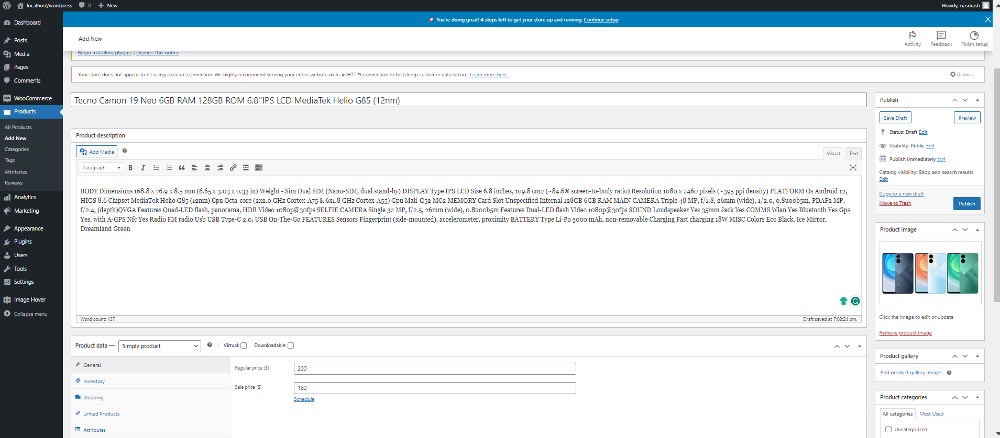 localhost/wordpress 0 New Howdy, uasmash
You're doing great! 4 steps left to get your store up and running. Continue setup
Dashboard
Posts
Media
Pages
Comments
WooCommerce
Products
All Products
Add New
Categories
Tags
Attributes
Reviews
Analytics
Marketing
Appearance
Plugins
Users
Tools
Settings
Image Hover
Collapse menu
Add New
Activity
Feedback
Finish setup
Begin installing plugins | Dismiss this notice
Your store does not appear to be using a secure connection. We highly recommend serving your entire website over an HTTPS connection to help keep customer data secure. Learn more here.
Dismiss
Tecno Camon 19 Neo 6GB RAM 128GB ROM 6.8''IPS LCD MediaTek Helio G85 (12nm)
Product description
Add Media
Visual Text
Paragraph B I
BODY Dimensions 168.8 x 76.9 x 8.5 mm (6.65 x 3.03 x 0.33 in) Weight - Sim Dual SIM (Nano-SIM, dual stand-by) DISPLAY Type IPS LCD Size 6.8 inches, 109.8 cm2 (~84.6% screen-to-body ratio) Resolution 1080 x 2460 pixels (~395 ppi density) PLATFORM Os Android 12,
HIOS 8.6 Chipset MediaTek Helio G85 (12nm) Cpu Octa-core (2x2.0 GHz Cortex-A75 & 6x1.8 GHz Cortex-A55) Gpu Mali-G52 MC2 MEMORY Card Slot Unspecified Internal 128GB 6GB RAM MAIN CAMERA Triple 48 MP, f/1.8, 26mm (wide), 1/2.0, 0.8u00b5m, PDAF2 MP,
f/2.4, (depth)QVGA Features Quad-LED flash, panorama, HDR Video 1080p@30fps SELFIE CAMERA Single 32 MP, f/2.5, 26mm (wide), 0.8u00b5m Features Dual-LED flash Video 1080p@30fps SOUND Loudspeaker Yes 35mm Jack Yes COMMS Wlan Yes Bluetooth Yes Gps
Yes, with A-GPS Nfc Yes Radio FM radio Usb USB Type-C 2.0, USB On-The-Go FEATURES Sensors Fingerprint (side-mounted), accelerometer, proximity BATTERY Type Li-Po 5000 mAh, non-removable Charging Fast charging 18W MISC Colors Eco Black, Ice Mirror,
Dreamland Green
Word count: 137
Draft saved at 7:08:24 pm.
Product data — Simple product Virtual: Downloadable:
General
Inventory
Shipping
Linked Products
Attributes
Regular price ($) 200
Sale price ($) 180
Schedule
Publish
Save Draft Preview
Status: Draft Edit
Visibility: Public Edit
Publish immediately Edit
Catalog visibility: Shop and search results
Edit
Copy to a new draft
Move to Trash
Publish
Product image
Click the image to edit or update
Remove product image
Product gallery
Add product gallery images
Product categories
All categories Most Used
Uncategorized